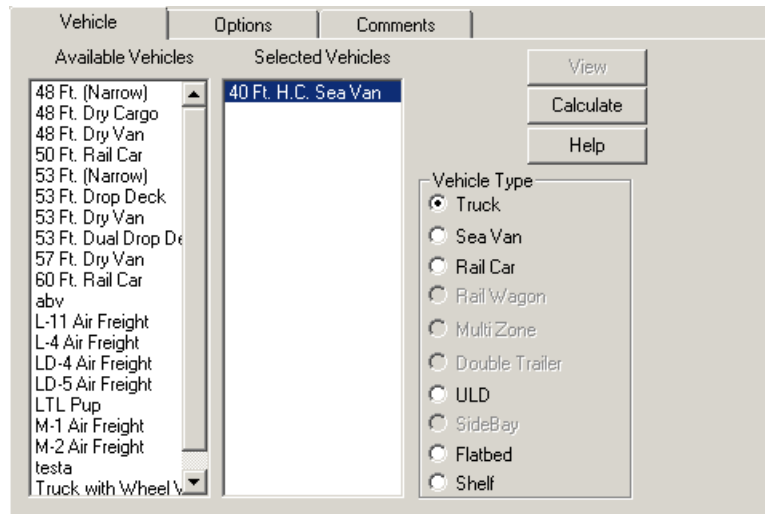 Vehicle
Options
Comments
Available Vehicles
48 Ft. (Narrow)
48 Ft. Dry Cargo
48 Ft. Dry Van
50 Ft. Rail Car
53 Ft. (Narrow)
53 Ft. Drop Deck
53 Ft. Dry Van
53 Ft. Dual Drop De
57 Ft. Dry Van
60 Ft. Rail Car
abv
L-11 Air Freight
L-4 Air Freight
LD-4 Air Freight
LD-5 Air Freight
LTL Pup
M-1 Air Freight
M-2 Air Freight
testa
Truck with Wheel
Selected Vehicles
40 Ft. H.C. Sea Van
View
Calculate
Help
Vehicle Type
Truck
Sea Van
Rail Car
Rail Wagon
Multi Zone
Double Trailer
ULD
SideBay
Flatbed
Shelf